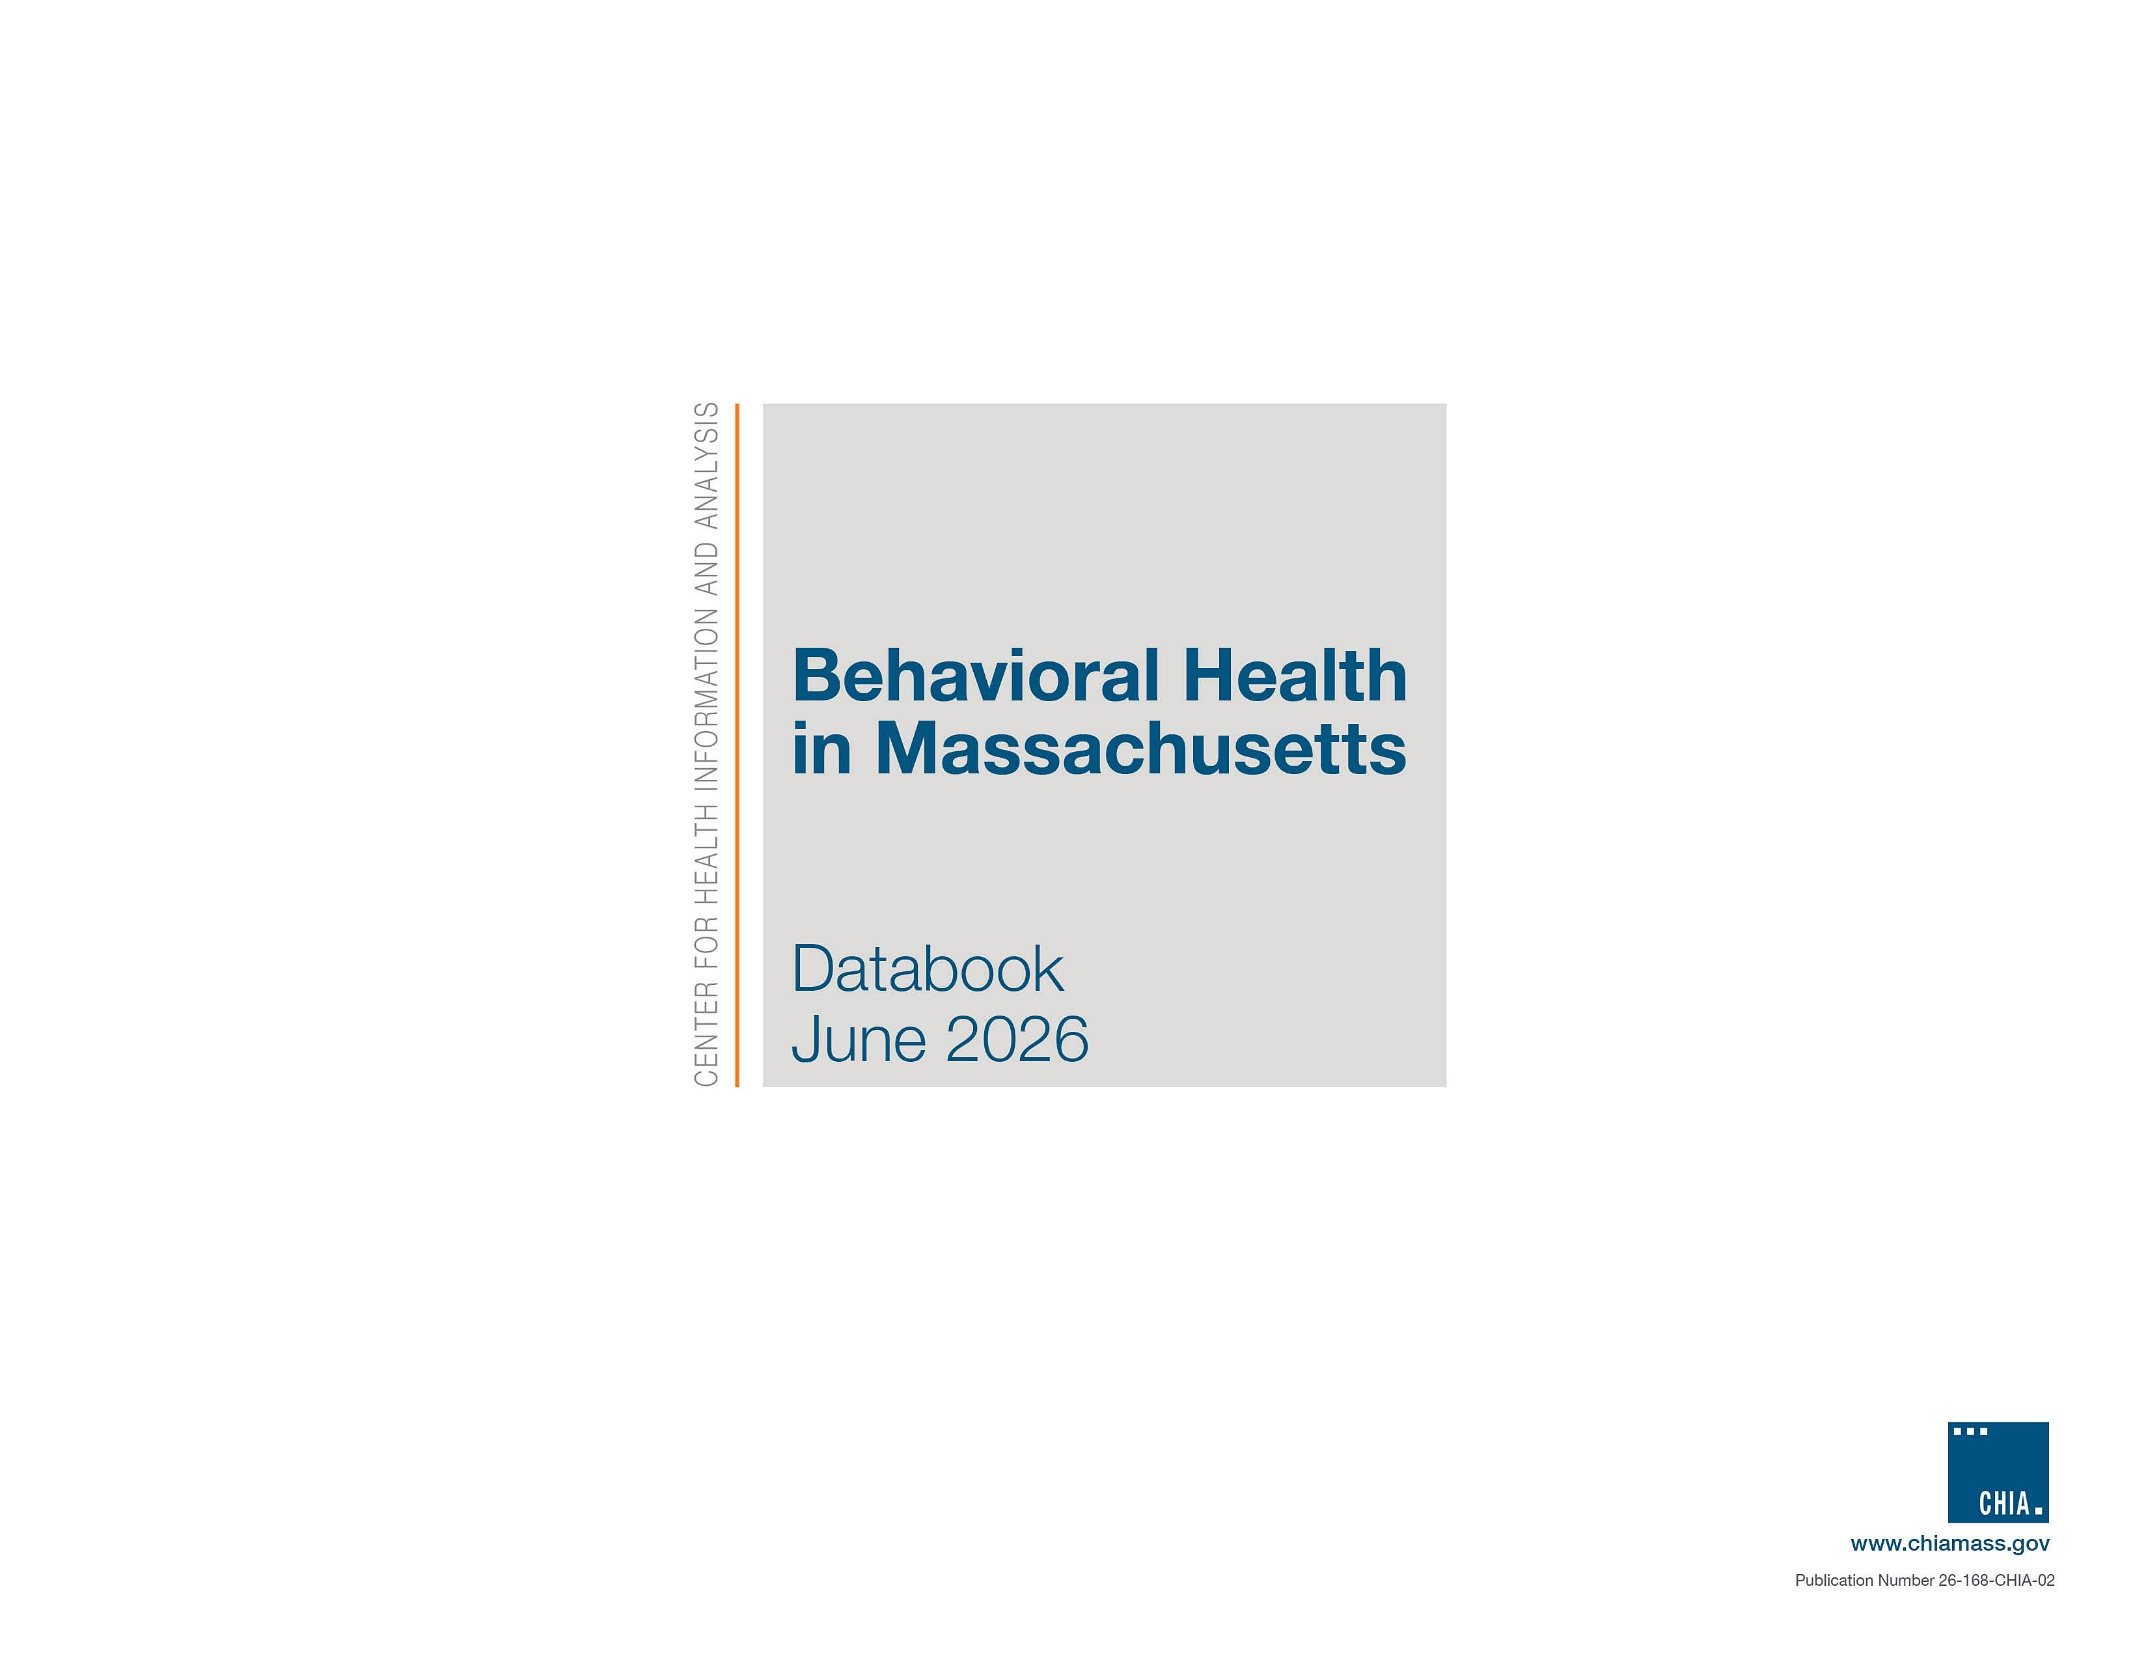 CENTER FOR HEALTH INFORMATION AND ANALYSIS
Behavioral Health
in Massachusetts
Databook
June 2026
CHIA.
www.chiamass.gov
Publication Number 26-168-CHIA-02